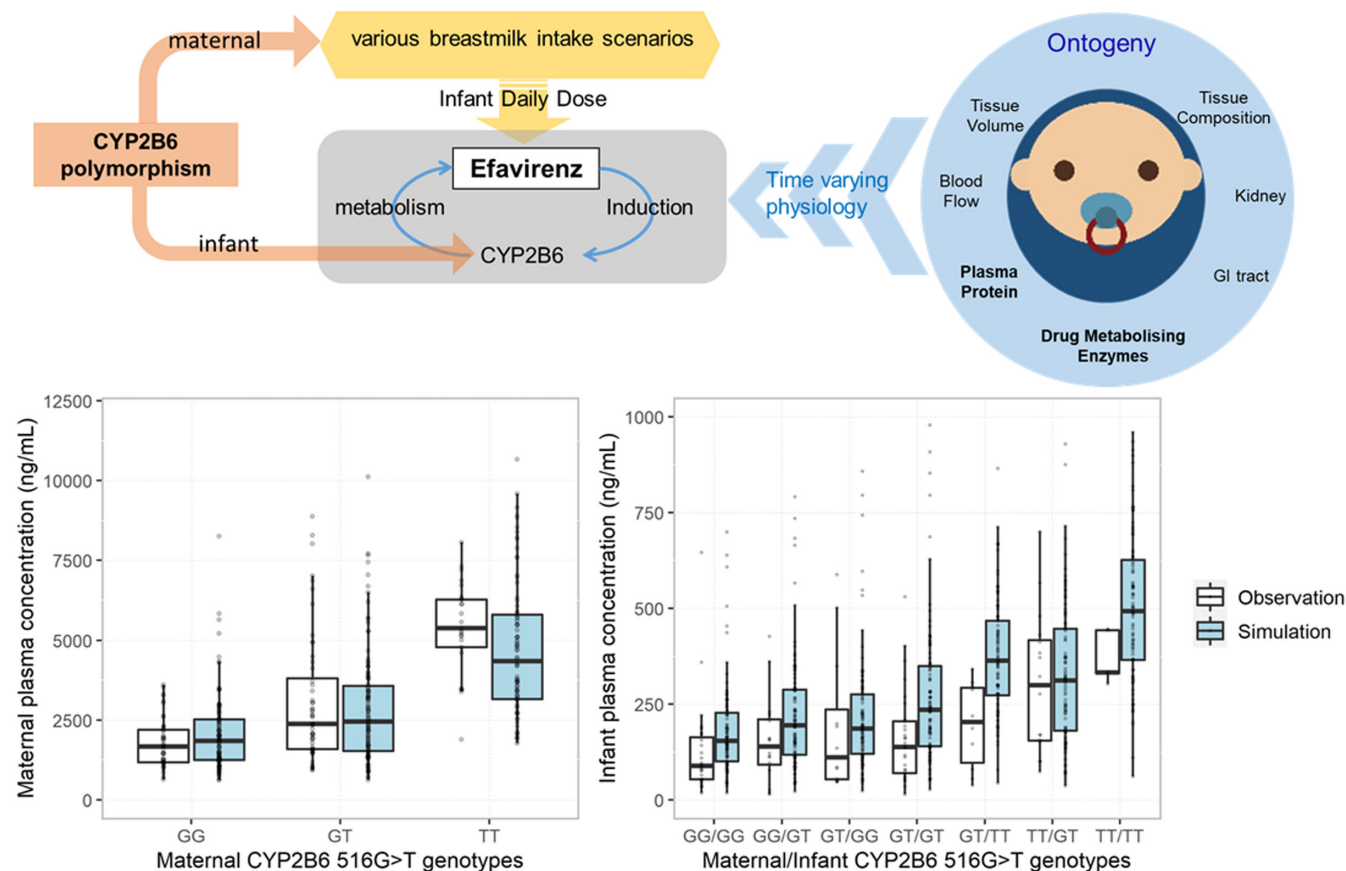 maternal
various breastmilk intake scenarios
Infant Daily Dose
CYP2B6
polymorphism
Efavirenz
metabolism
Induction
CYP2B6
infant
Time varying
physiology
Ontogeny
Tissue
Volume
Tissue
Composition
Blood
Flow
Kidney
Plasma
Protein
GI tract
Drug Metabolising
Enzymes
Maternal plasma concentration (ng/mL)
12500
10000
7500
5000
2500
0
GG GT TT
Maternal CYP2B6 516G>T genotypes
Infant plasma concentration (ng/mL)
1000
750
500
250
0
GG/GG GG/GT GT/GG GT/GT GT/TT TT/GT TT/TT
Maternal/Infant CYP2B6 516G>T genotypes
Observation
Simulation